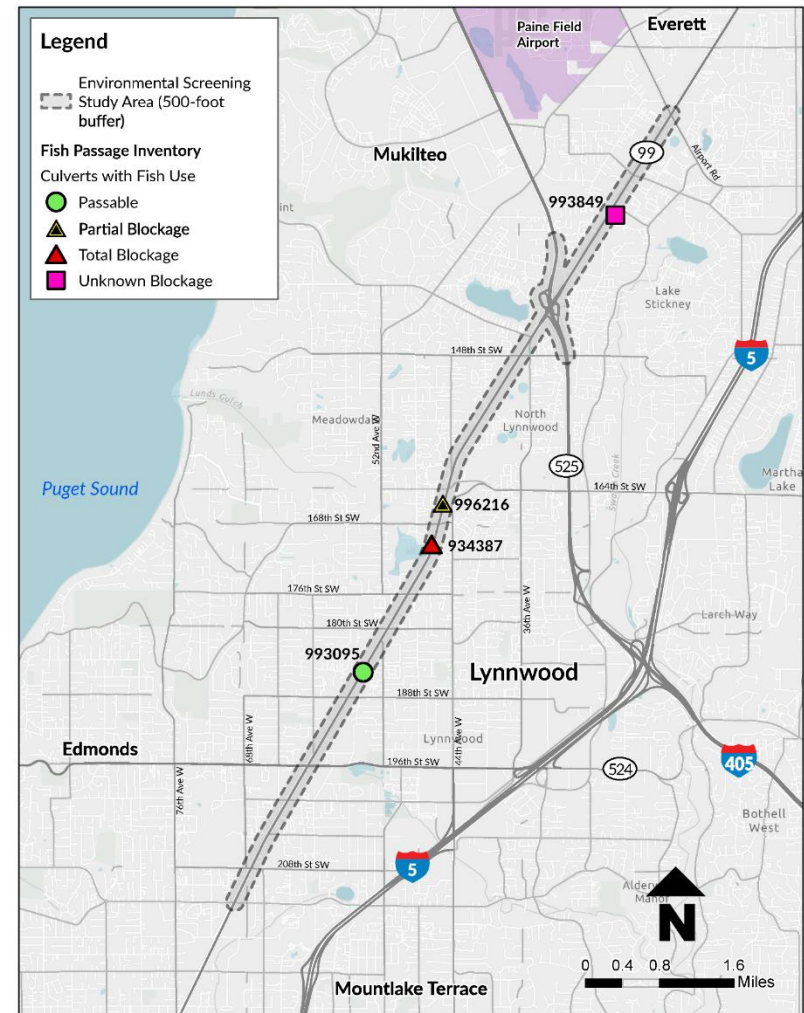 Legend
Environmental Screening
Study Area (500-foot
buffer)
Fish Passage Inventory
Culverts with Fish Use
Passable
Partial Blockage
Total Blockage
Unknown Blockage
Paine Field
Airport
Everett
Mukilteo
99
Airport Rd
993849
int
Lake
Stickney
5
148th St SW
Lunds Gulch
Meadowdale
North
Lynnwood
52nd Ave W
525
Martha
Lake
Puget Sound
164th St SW
996216
168th St SW
934387
176th St SW
36th Ave W
Larch Way
180th St SW
993095
Lynnwood
188th St SW
Edmonds
68th Ave W
Lynnwood
44th Ave W
196th St SW
524
405
76th Ave W
Bothell
West
208th St SW
5
Manor
N
0 0.4 0.8 1.6
Miles
Mountlake Terrace